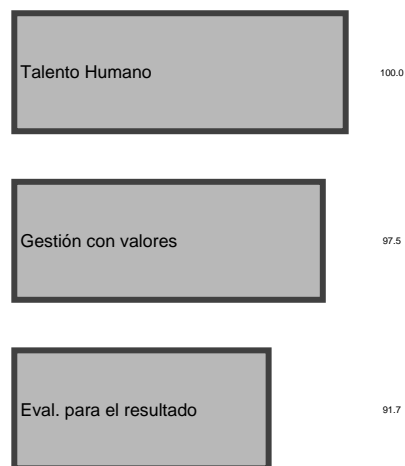 Talento Humano 100.0
Gestión con valores 97.5
Eval. para el resultado 91.7